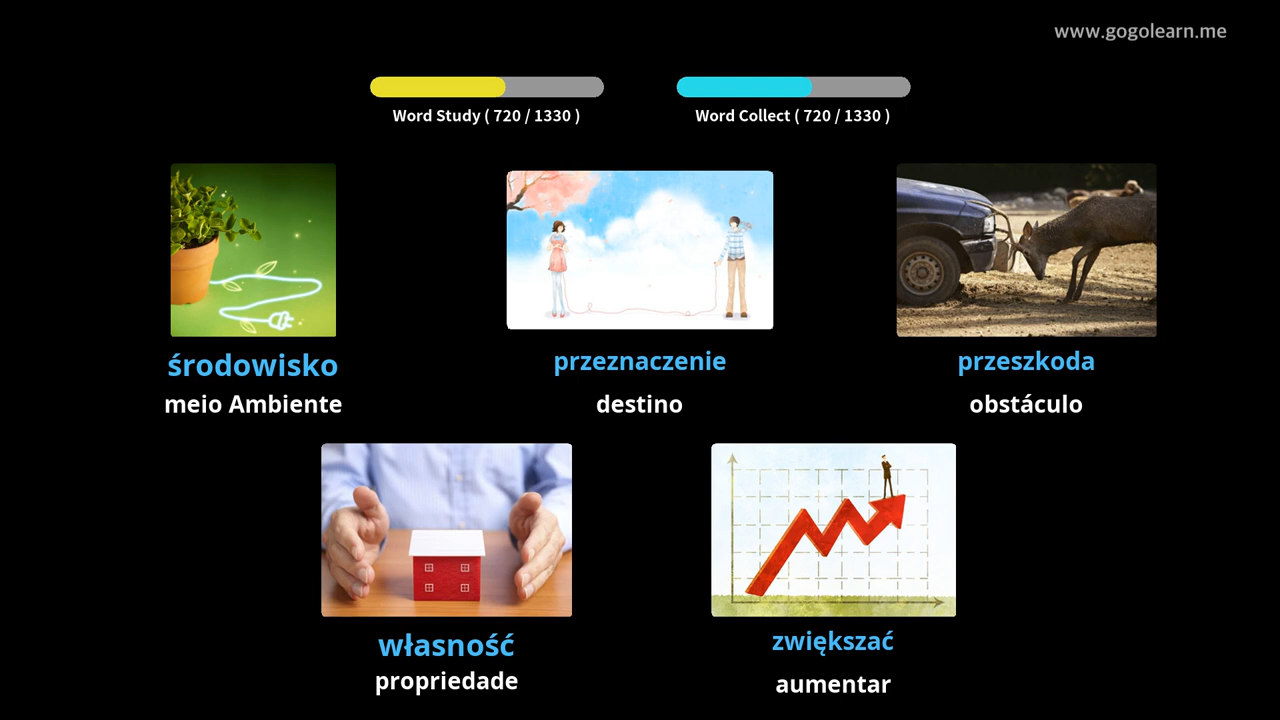 www.gogolearn.me
Word Study ( 720 / 1330 )
Word Collect ( 720 / 1330 )
środowisko
meio Ambiente
przeznaczenie
destino
przeszkoda
obstáculo
własność
propriedade
zwiększać
aumentar